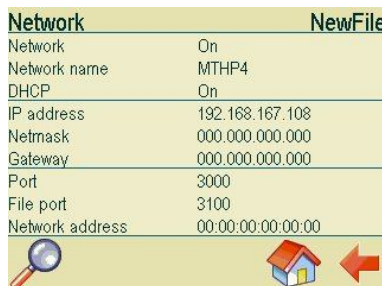 Network NewFile
Network On
Network name MTHP4
DHCP On
IP address 192.168.167.108
Netmask 000.000.000.000
Gateway 000.000.000.000
Port 3000
File port 3100
Network address 00:00:00:00:00:00